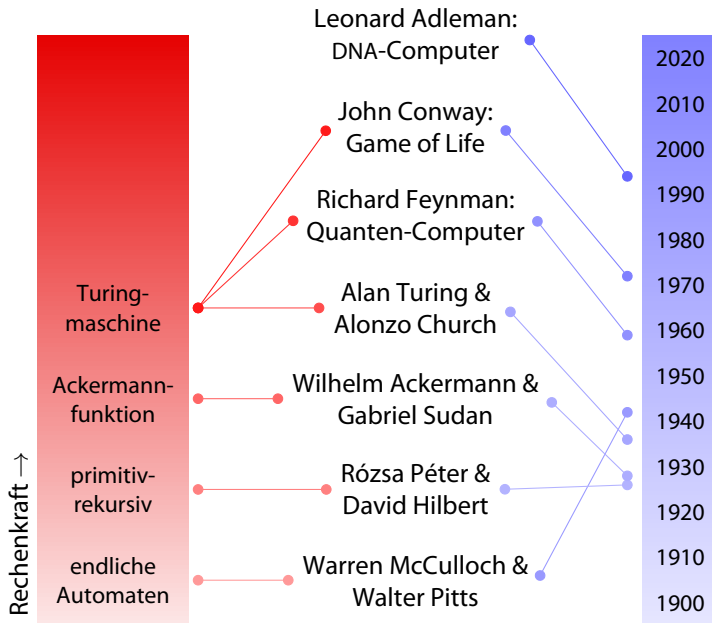 Leonard Adleman:
DNA-Computer
John Conway:
Game of Life
Richard Feynman:
Quanten-Computer
Alan Turing &
Alonzo Church
Wilhelm Ackermann &
Gabriel Sudan
Rózsa Péter &
David Hilbert
Warren McCulloch &
Walter Pitts
Turing-
maschine
Ackermann-
funktion
primitiv-
rekursiv
endliche
Automaten
Rechenkraft →
2020
2010
2000
1990
1980
1970
1960
1950
1940
1930
1920
1910
1900